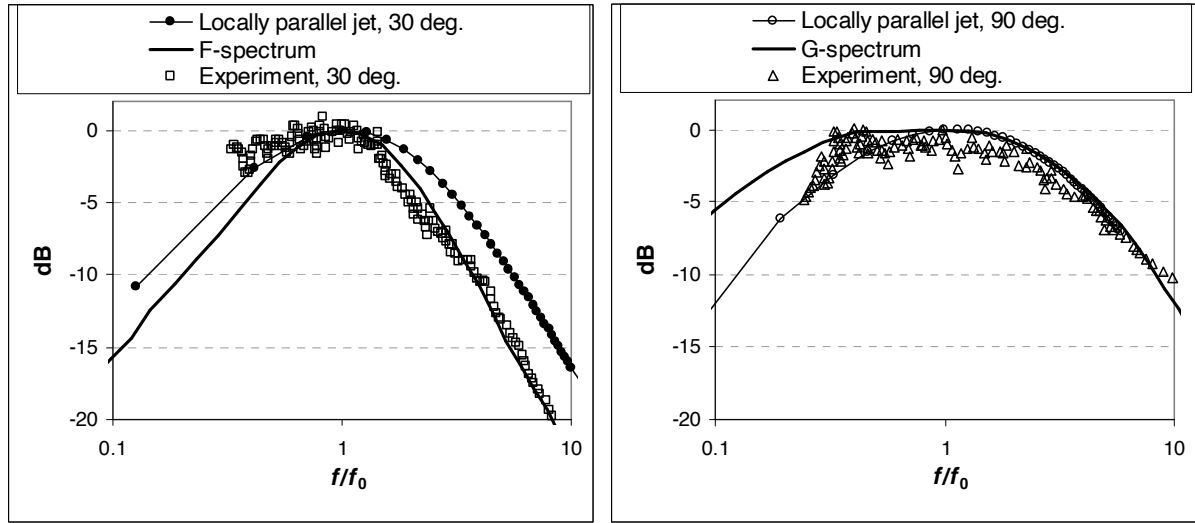 Locally parallel jet, 30 deg.
F-spectrum
Experiment, 30 deg.
0
-5
-10
-15
-20
dB
0.1 1 10
f/f0
Locally parallel jet, 90 deg.
G-spectrum
Experiment, 90 deg.
0
-5
-10
-15
-20
dB
0.1 1 10
f/f0